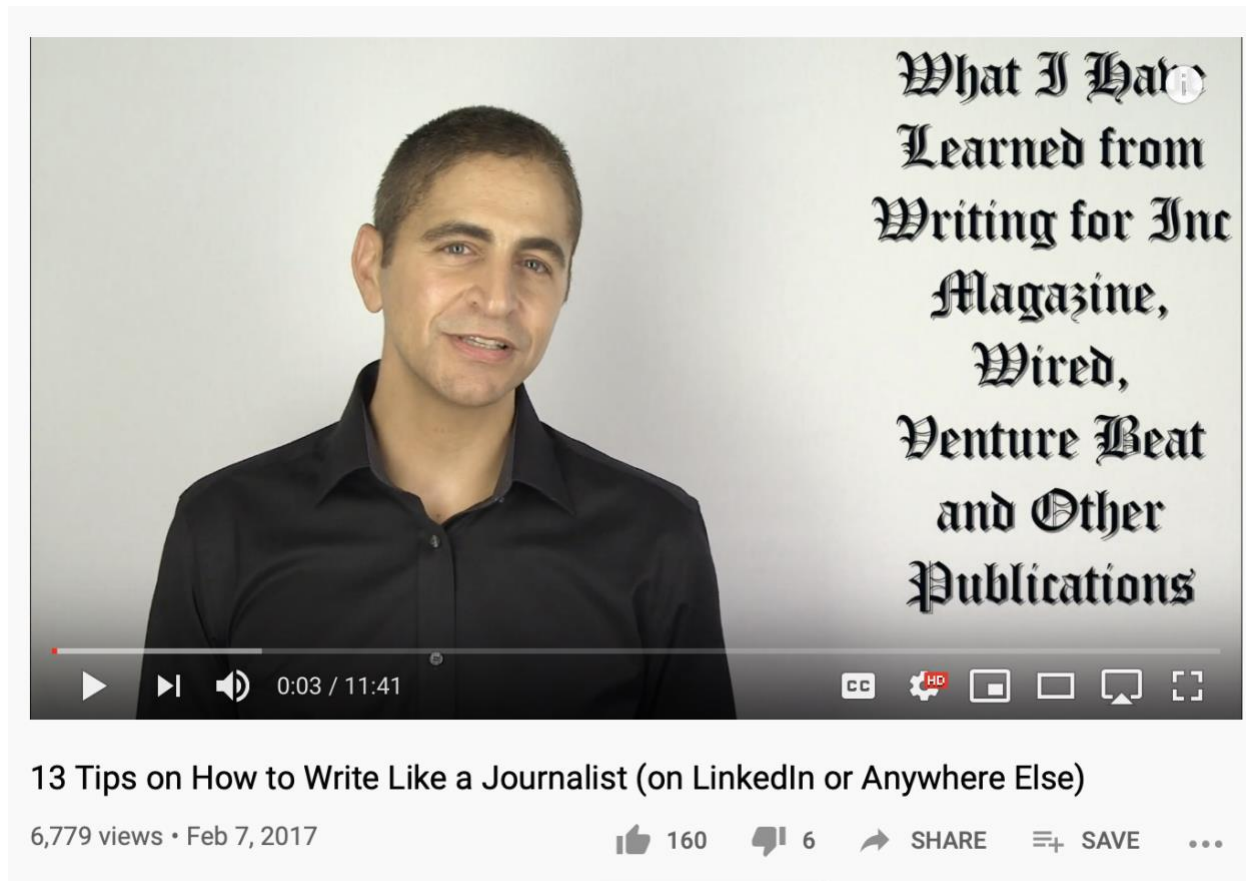 What I Have
Learned from
Writing for Inc
Magazine,
Wired,
Venture Beat
and Other
Publications
0:03 / 11:41
CC
HD
13 Tips on How to Write Like a Journalist (on LinkedIn or Anywhere Else)
6,779 views • Feb 7, 2017
160
6
SHARE
SAVE